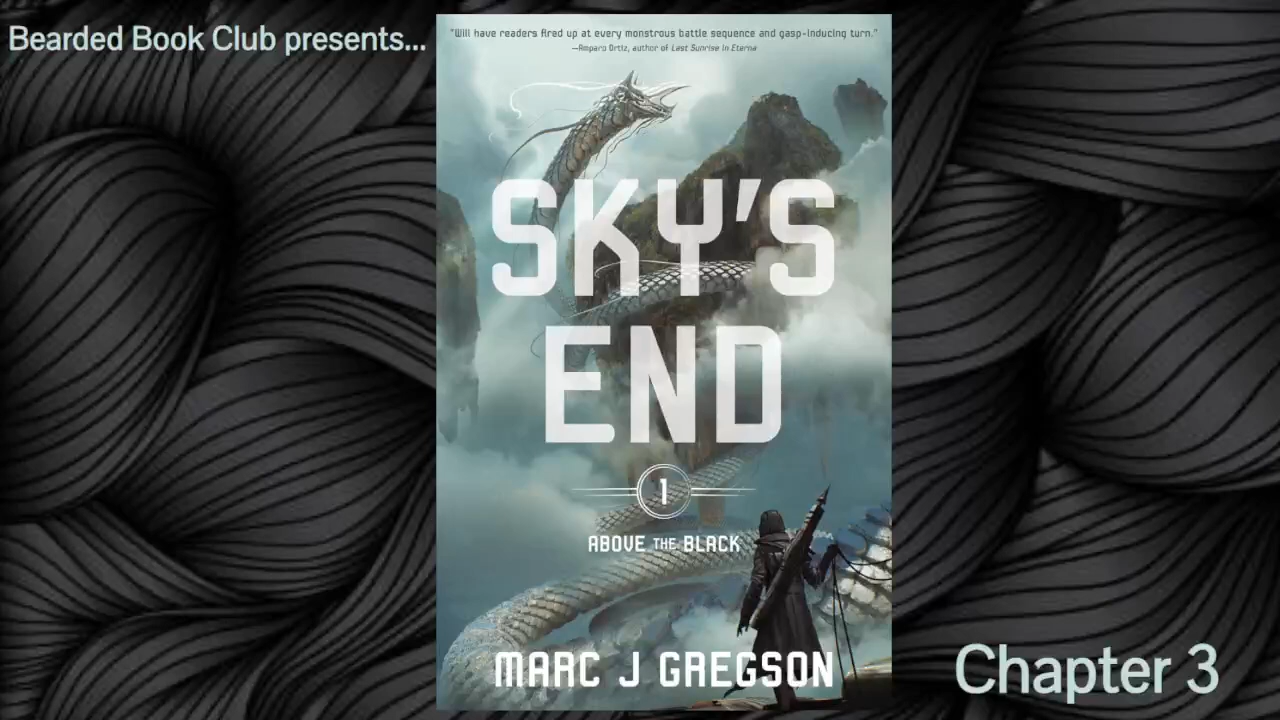 Bearded Book Club presents...
"Will have readers fired up at every monstrous battle sequence and gasp-inducing turn."
—Amparo Ortiz, author of Last Sunrise in Eterna
SKY'S
END
1
ABOVE THE BLACK
MARC J GREGSON
Chapter 3